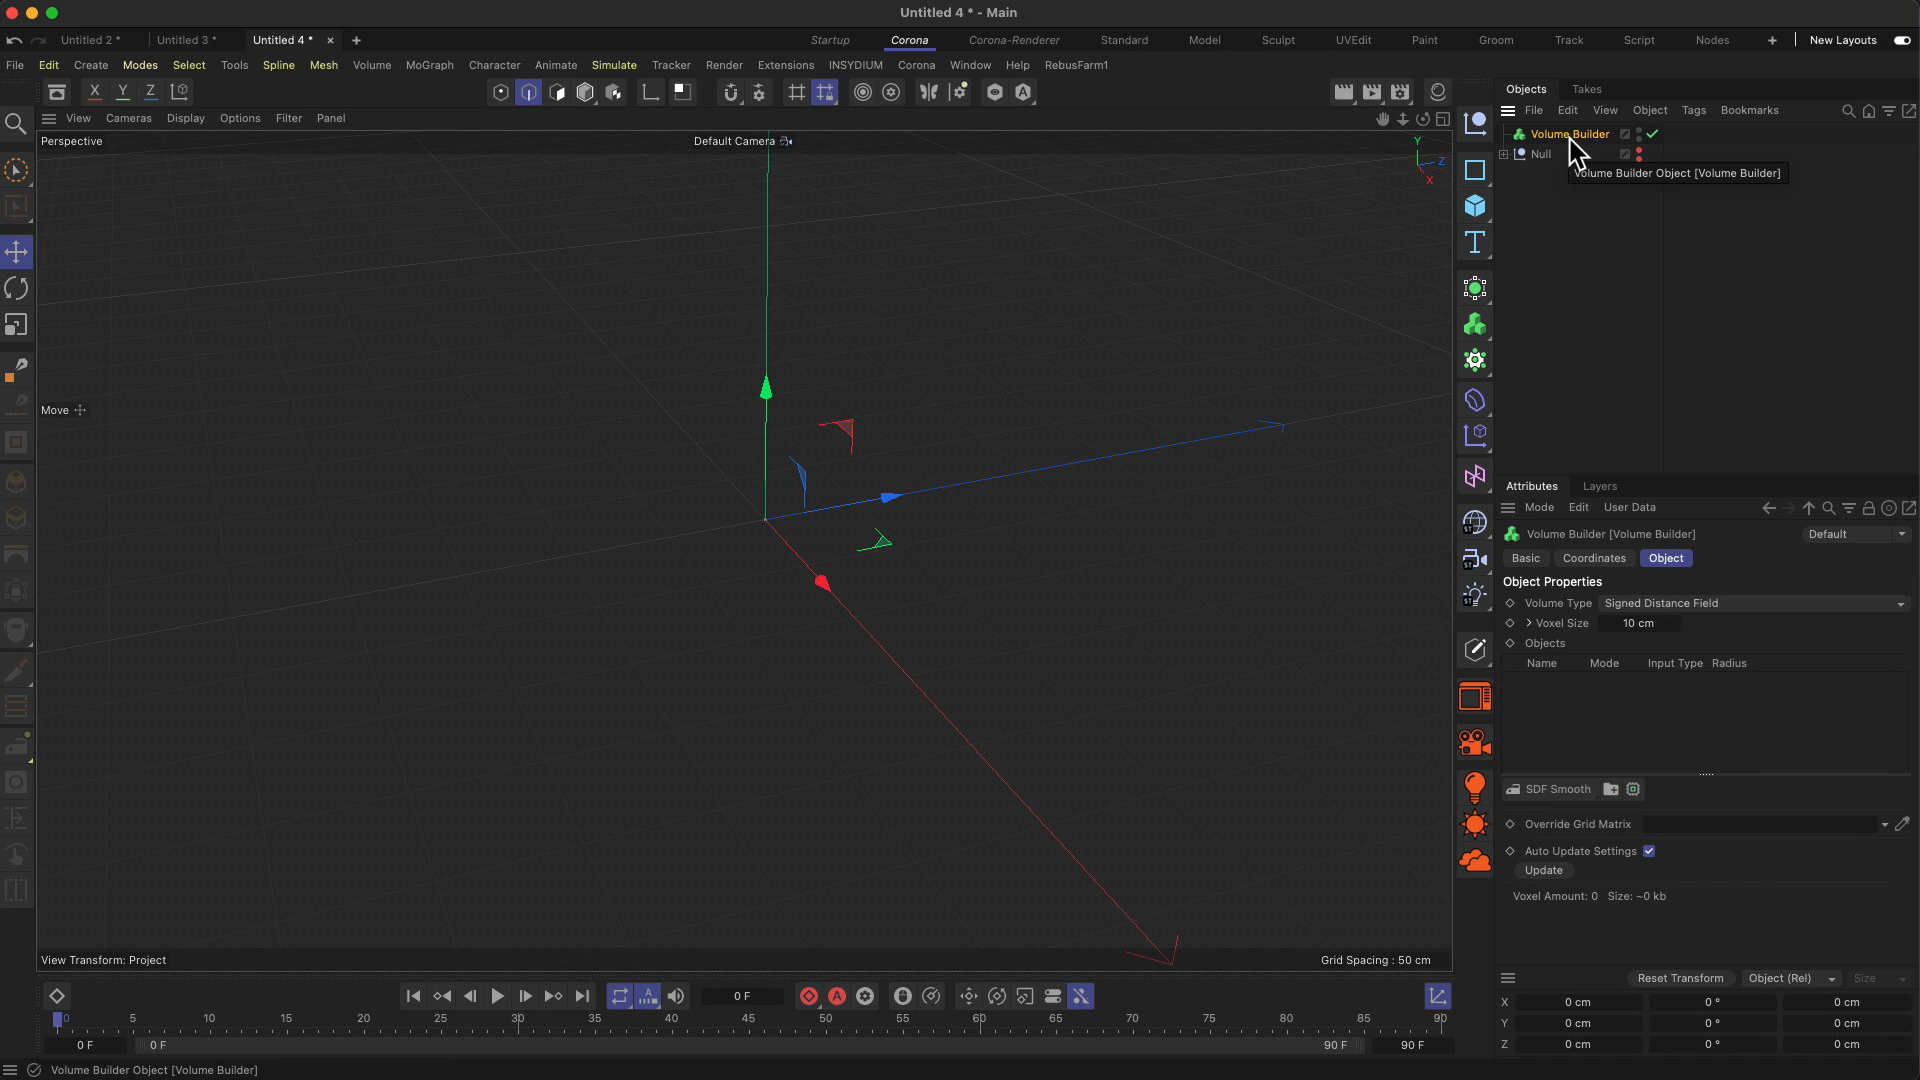 Untitled 4 * - Main
Untitled 2 * Untitled 3 * Untitled 4 * × +
Startup Corona Corona-Renderer Standard Model Sculpt UVEdit Paint Groom Track Script Nodes + New Layouts
File Edit Create Modes Select Tools Spline Mesh Volume MoGraph Character Animate Simulate Tracker Render Extensions INSYDIUM Corona Window Help RebusFarm1
X Y Z
Objects Takes
File Edit View Object Tags Bookmarks
View Cameras Display Options Filter Panel
Perspective
Default Camera
Y
Z
X
Volume Builder
Null
Volume Builder Object [Volume Builder]
Move
Attributes Layers
Mode Edit User Data
Volume Builder [Volume Builder]
Default
Basic Coordinates Object
Object Properties
Volume Type Signed Distance Field
Voxel Size 10 cm
Objects
Name Mode Input Type Radius
SDF Smooth
Override Grid Matrix
Auto Update Settings
Update
Voxel Amount: 0 Size: ~0 kb
View Transform: Project
Grid Spacing : 50 cm
Reset Transform Object (Rel) Size
0 F
0 5 10 15 20 25 30 35 40 45 50 55 60 65 70 75 80 85 90
0 F 0 F 90 F 90 F
X 0 cm 0 ° 0 cm
Y 0 cm 0 ° 0 cm
Z 0 cm 0 ° 0 cm
Volume Builder Object [Volume Builder]